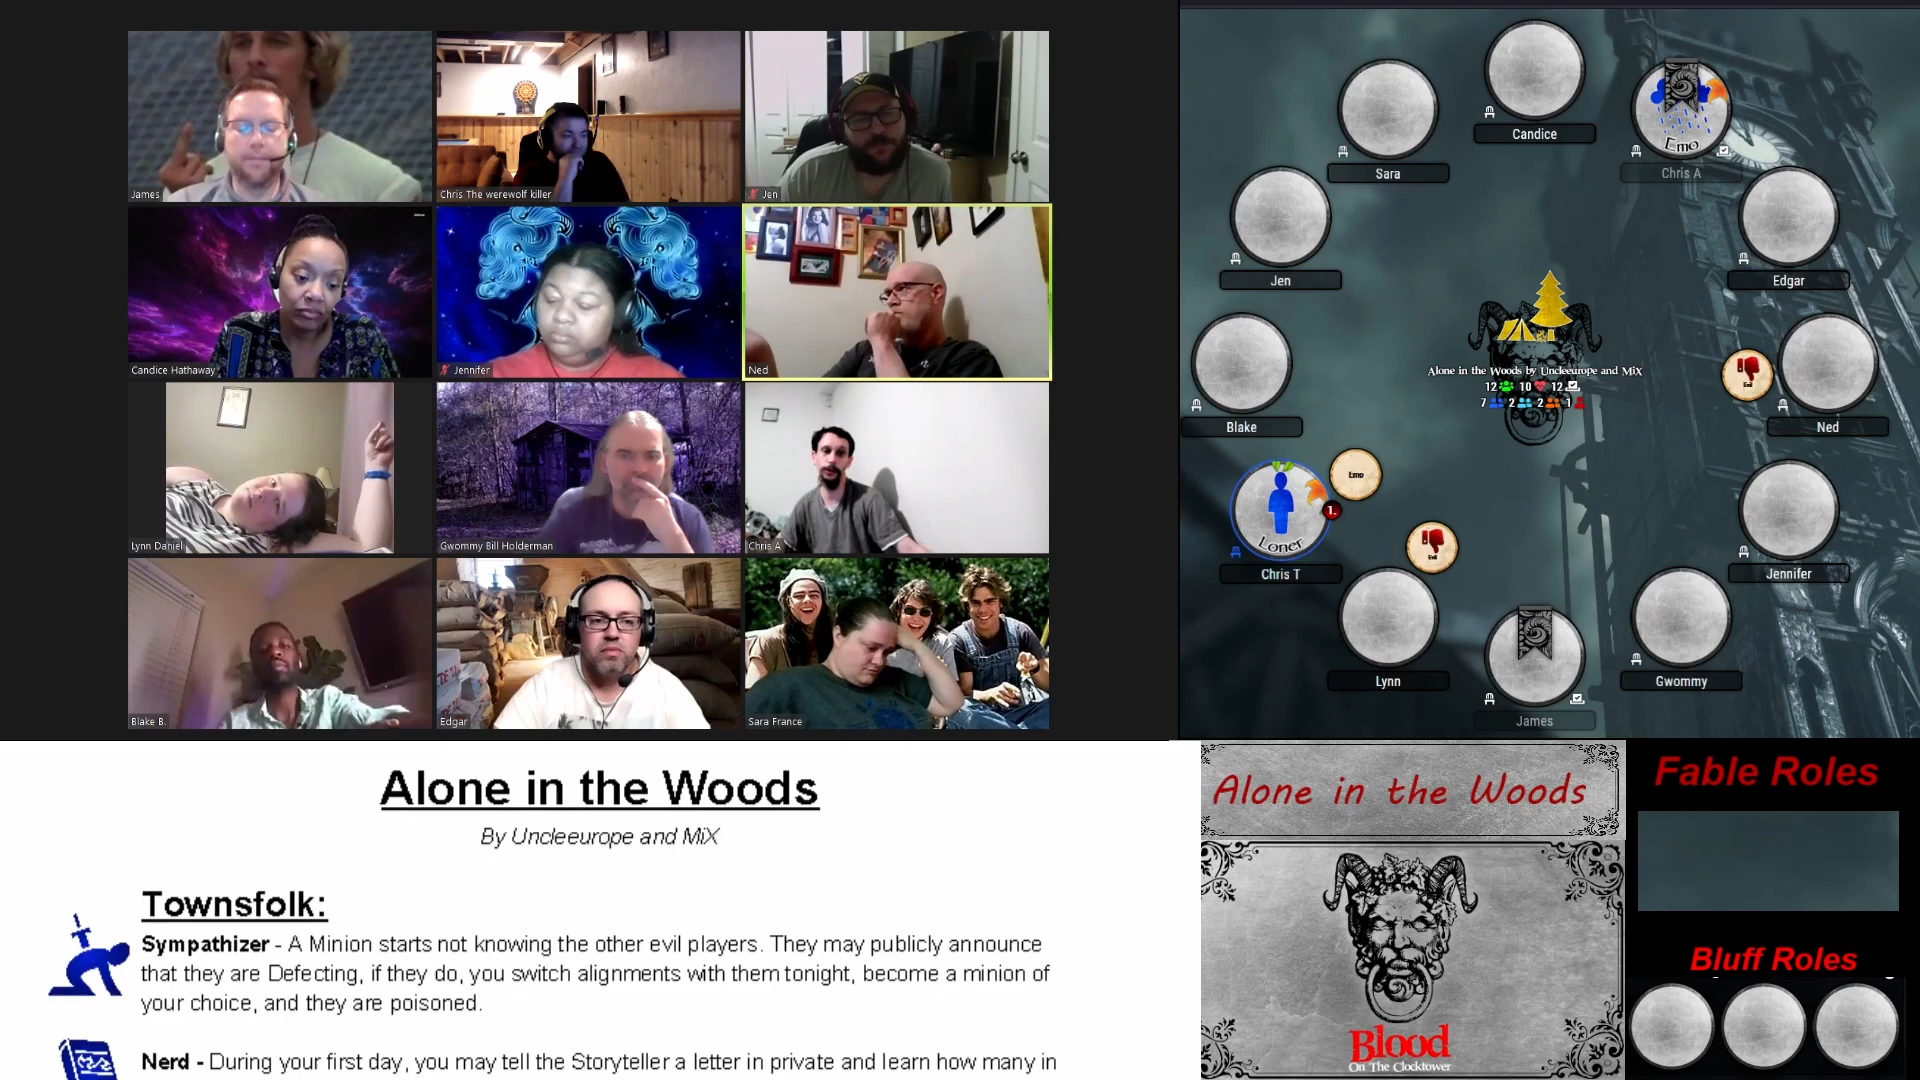 James
Chris The werewolf killer
Jen
Candice Hathaway
Jennifer
Ned
Lynn Daniel
Gwommy Bill Holderman
Chris A
Blake B.
Edgar
Sara France
Candice
Sara
Emo
Chris A
Jen
Edgar
Alone in the Woods by Uncleeurope and MiX
12 10 12
7 2 2 1
Evil
Blake
Ned
Emo
1.
Loner
Chris T
Evil
Jennifer
Lynn
Gwommy
James
Alone in the Woods
By Uncleeurope and MiX
Townsfolk:
Sympathizer - A Minion starts not knowing the other evil players. They may publicly announce
that they are Defecting, if they do, you switch alignments with them tonight, become a minion of
your choice, and they are poisoned.
Nerd - During your first day, you may tell the Storyteller a letter in private and learn how many in
Alone in the Woods
Blood
On The Clocktower
Fable Roles
Bluff Roles